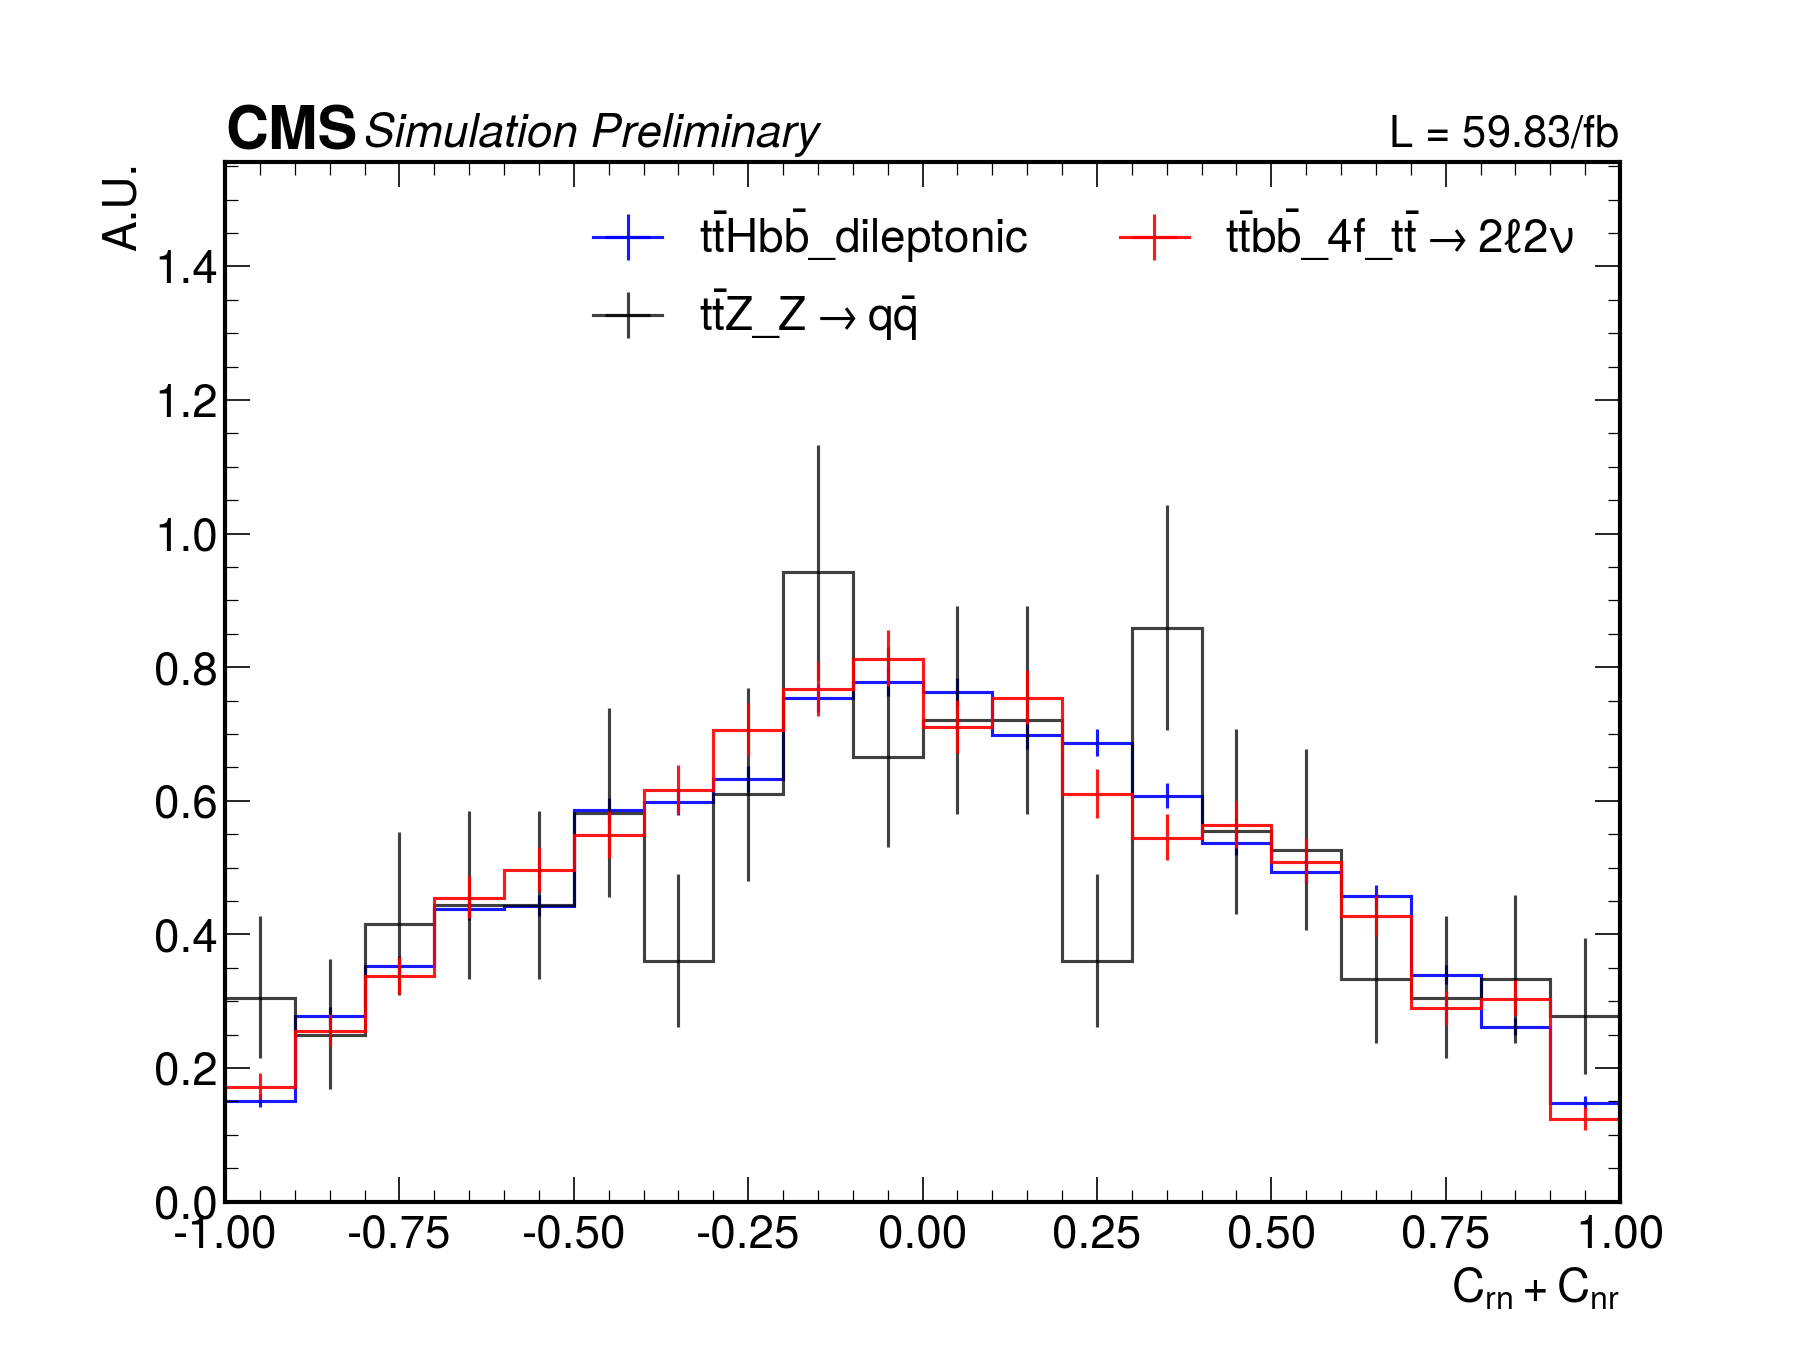 CMS Simulation Preliminary L = 59.83/fb
A.U.
tt̄Hbb̄_dileptonic tt̄bb̄_4f_tt̄ → 2ℓ2ν
tt̄Z_Z → qq̄
1.4
1.2
1.0
0.8
0.6
0.4
0.2
0.0
-1.00 -0.75 -0.50 -0.25 0.00 0.25 0.50 0.75 1.00
C_rn + C_nr